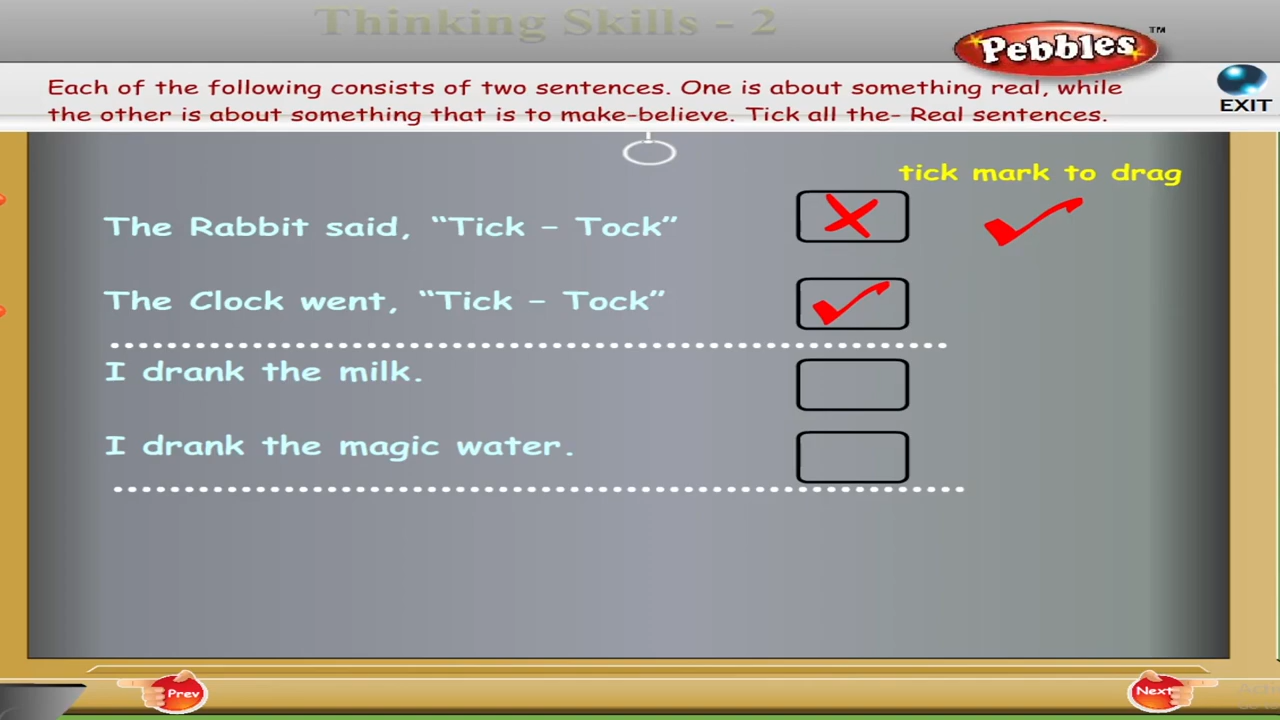 Thinking Skills - 2
Pebbles™
Each of the following consists of two sentences. One is about something real, while
the other is about something that is to make-believe. Tick all the- Real sentences.
EXIT
tick mark to drag
The Rabbit said, “Tick – Tock”
The Clock went, “Tick – Tock”
I drank the milk.
I drank the magic water.
Prev
Next